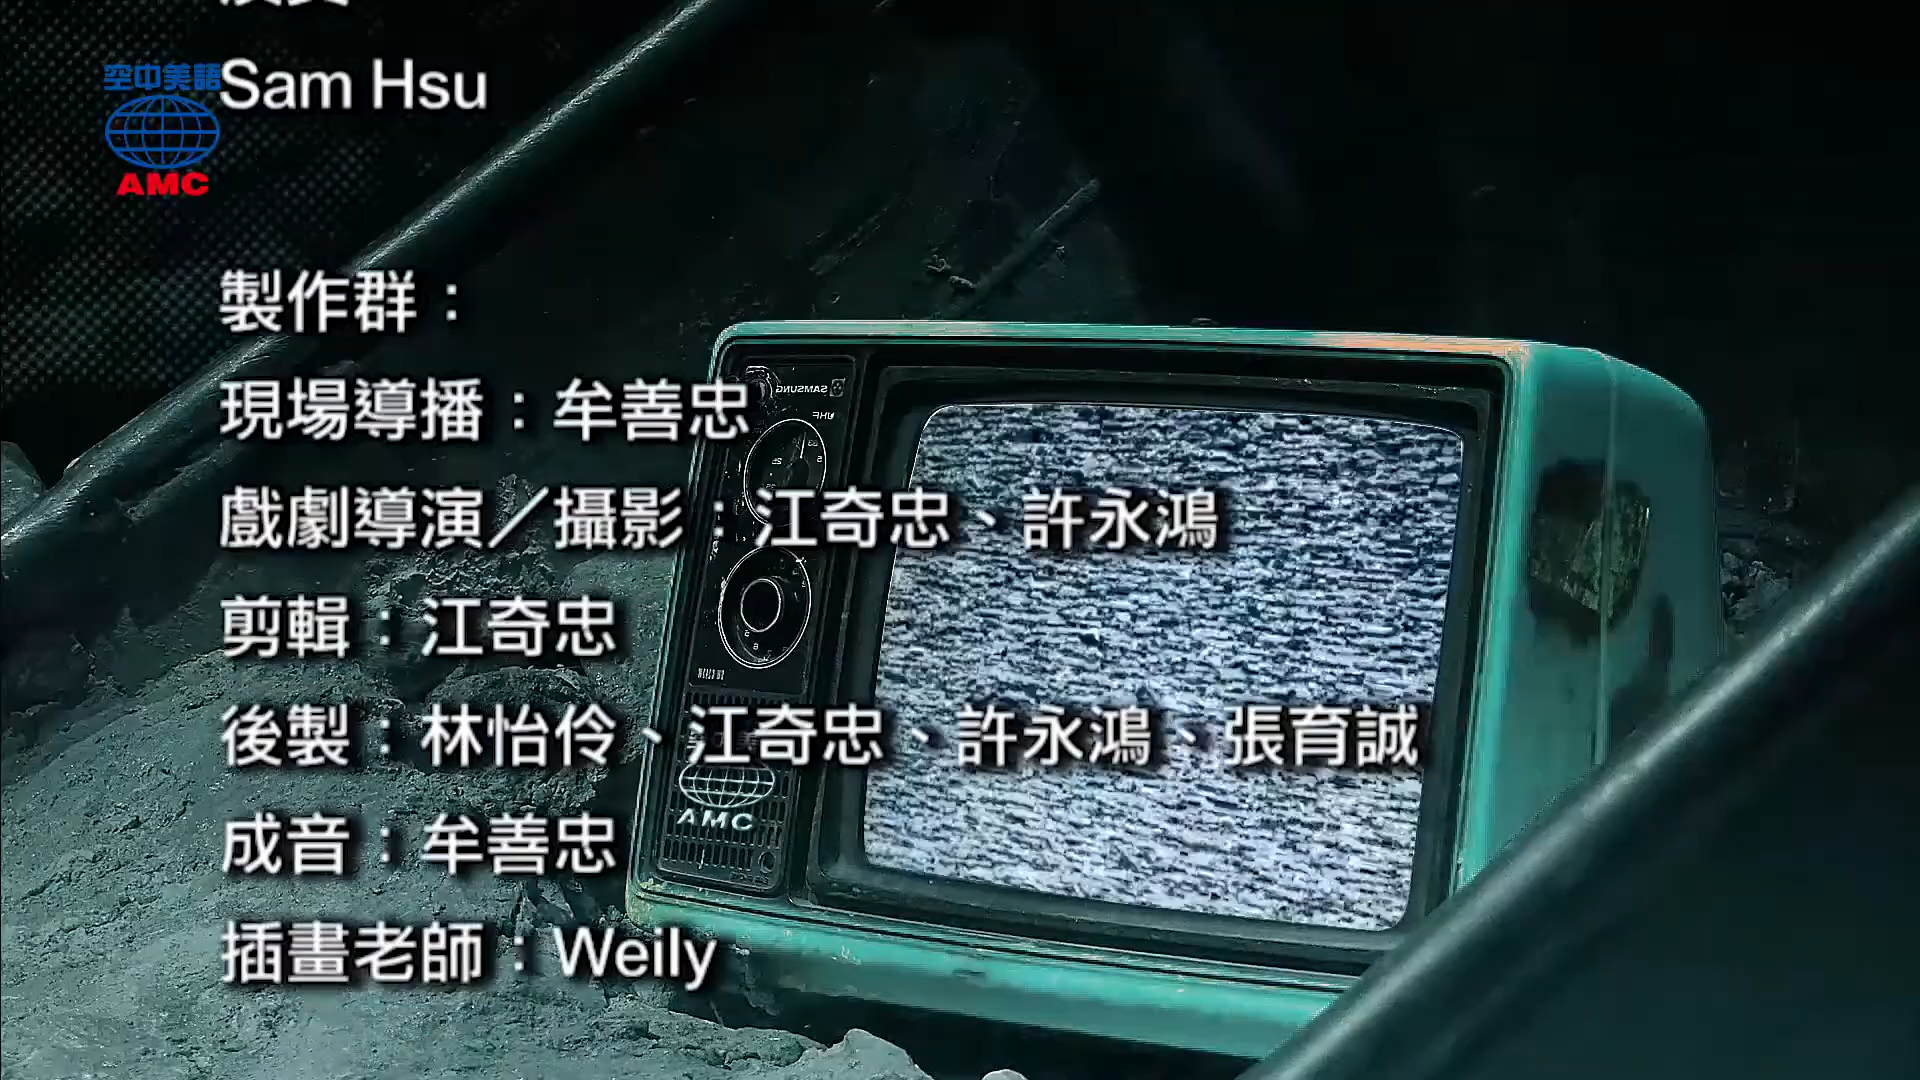 空中美語
AMC
Sam Hsu
製作群：
現場導播：牟善忠
戲劇導演／攝影：江奇忠、許永鴻
剪輯：江奇忠
後製：林怡伶、江奇忠、許永鴻、張育誠
成音：牟善忠
插畫老師：Weily
SAMSUNG
UHF
AMC